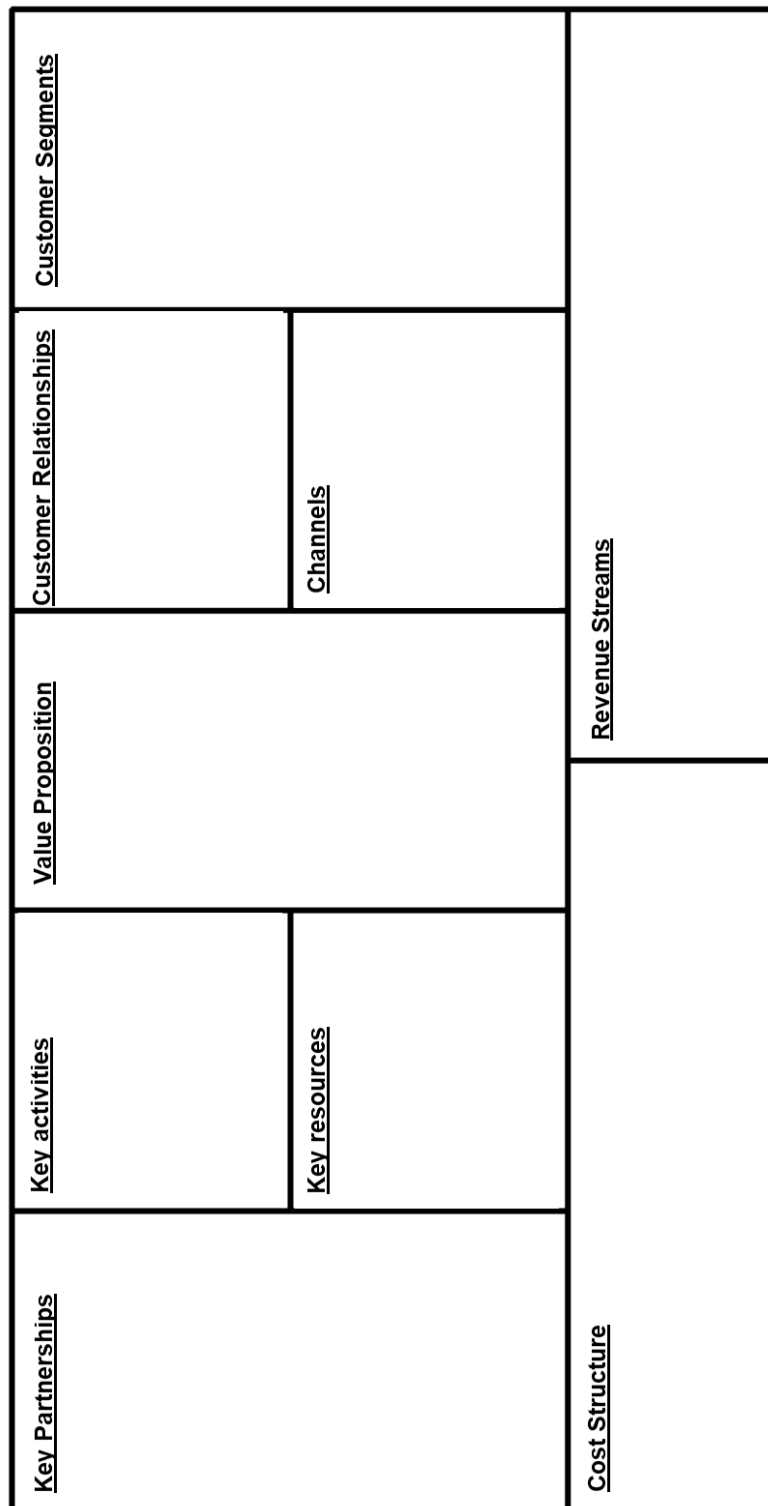 Key Partnerships
Key activities
Key resources
Value Proposition
Customer Relationships
Channels
Customer Segments
Cost Structure
Revenue Streams